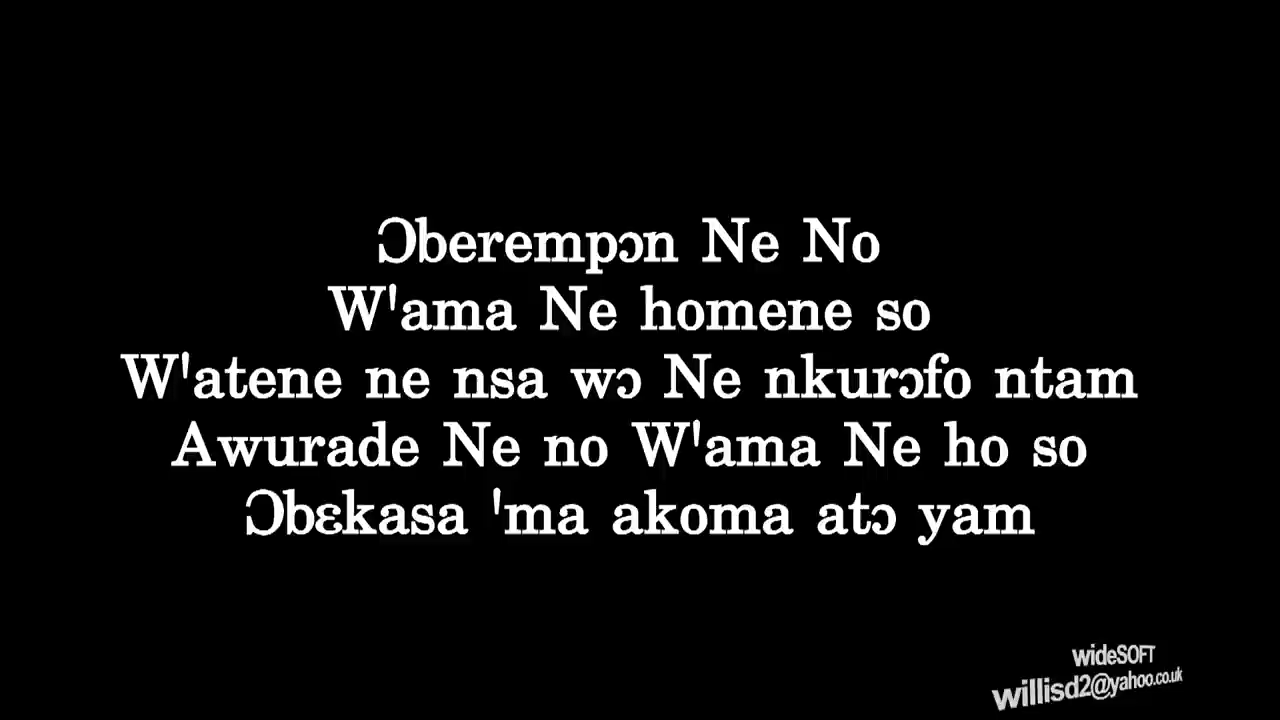 Ɔberempɔn Ne No
W'ama Ne homene so
W'atene ne nsa wɔ Ne nkurɔfo ntam
Awurade Ne no W'ama Ne ho so
Ɔbɛkasa 'ma akoma atɔ yam
wideSOFT
willisd2@yahoo.co.uk